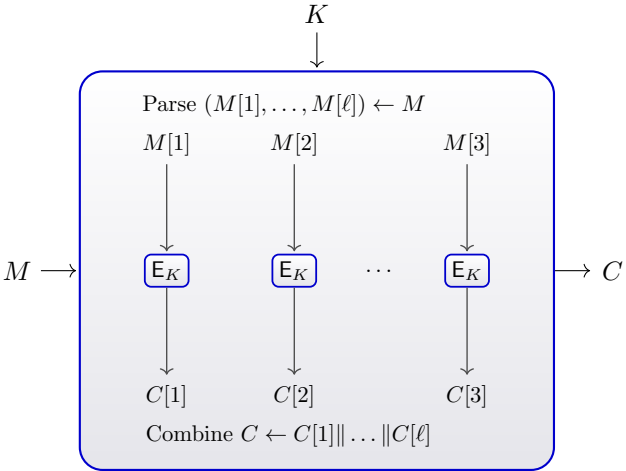 K
Parse (M[1], . . . , M[ℓ]) ← M
M[1] M[2] M[3]
M E_K E_K · · · E_K C
C[1] C[2] C[3]
Combine C ← C[1]∥ . . . ∥C[ℓ]